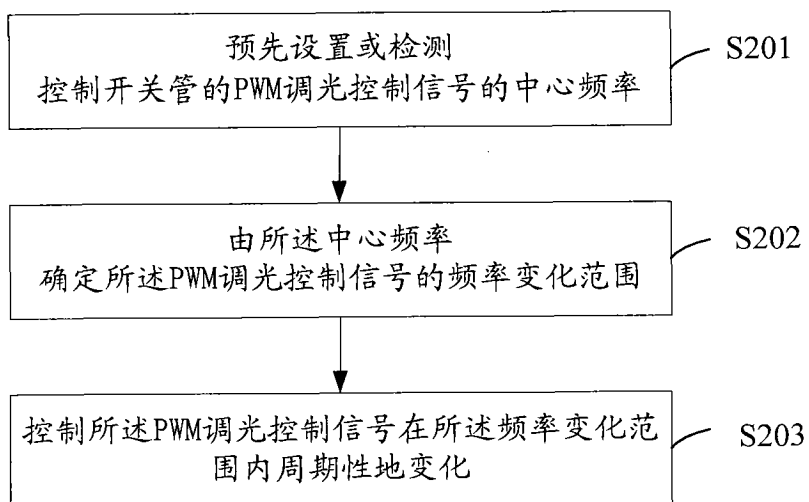 预先设置或检测
控制开关管的PWM调光控制信号的中心频率
S201
由所述中心频率
确定所述PWM调光控制信号的频率变化范围
S202
控制所述PWM调光控制信号在所述频率变化范
围内周期性地变化
S203